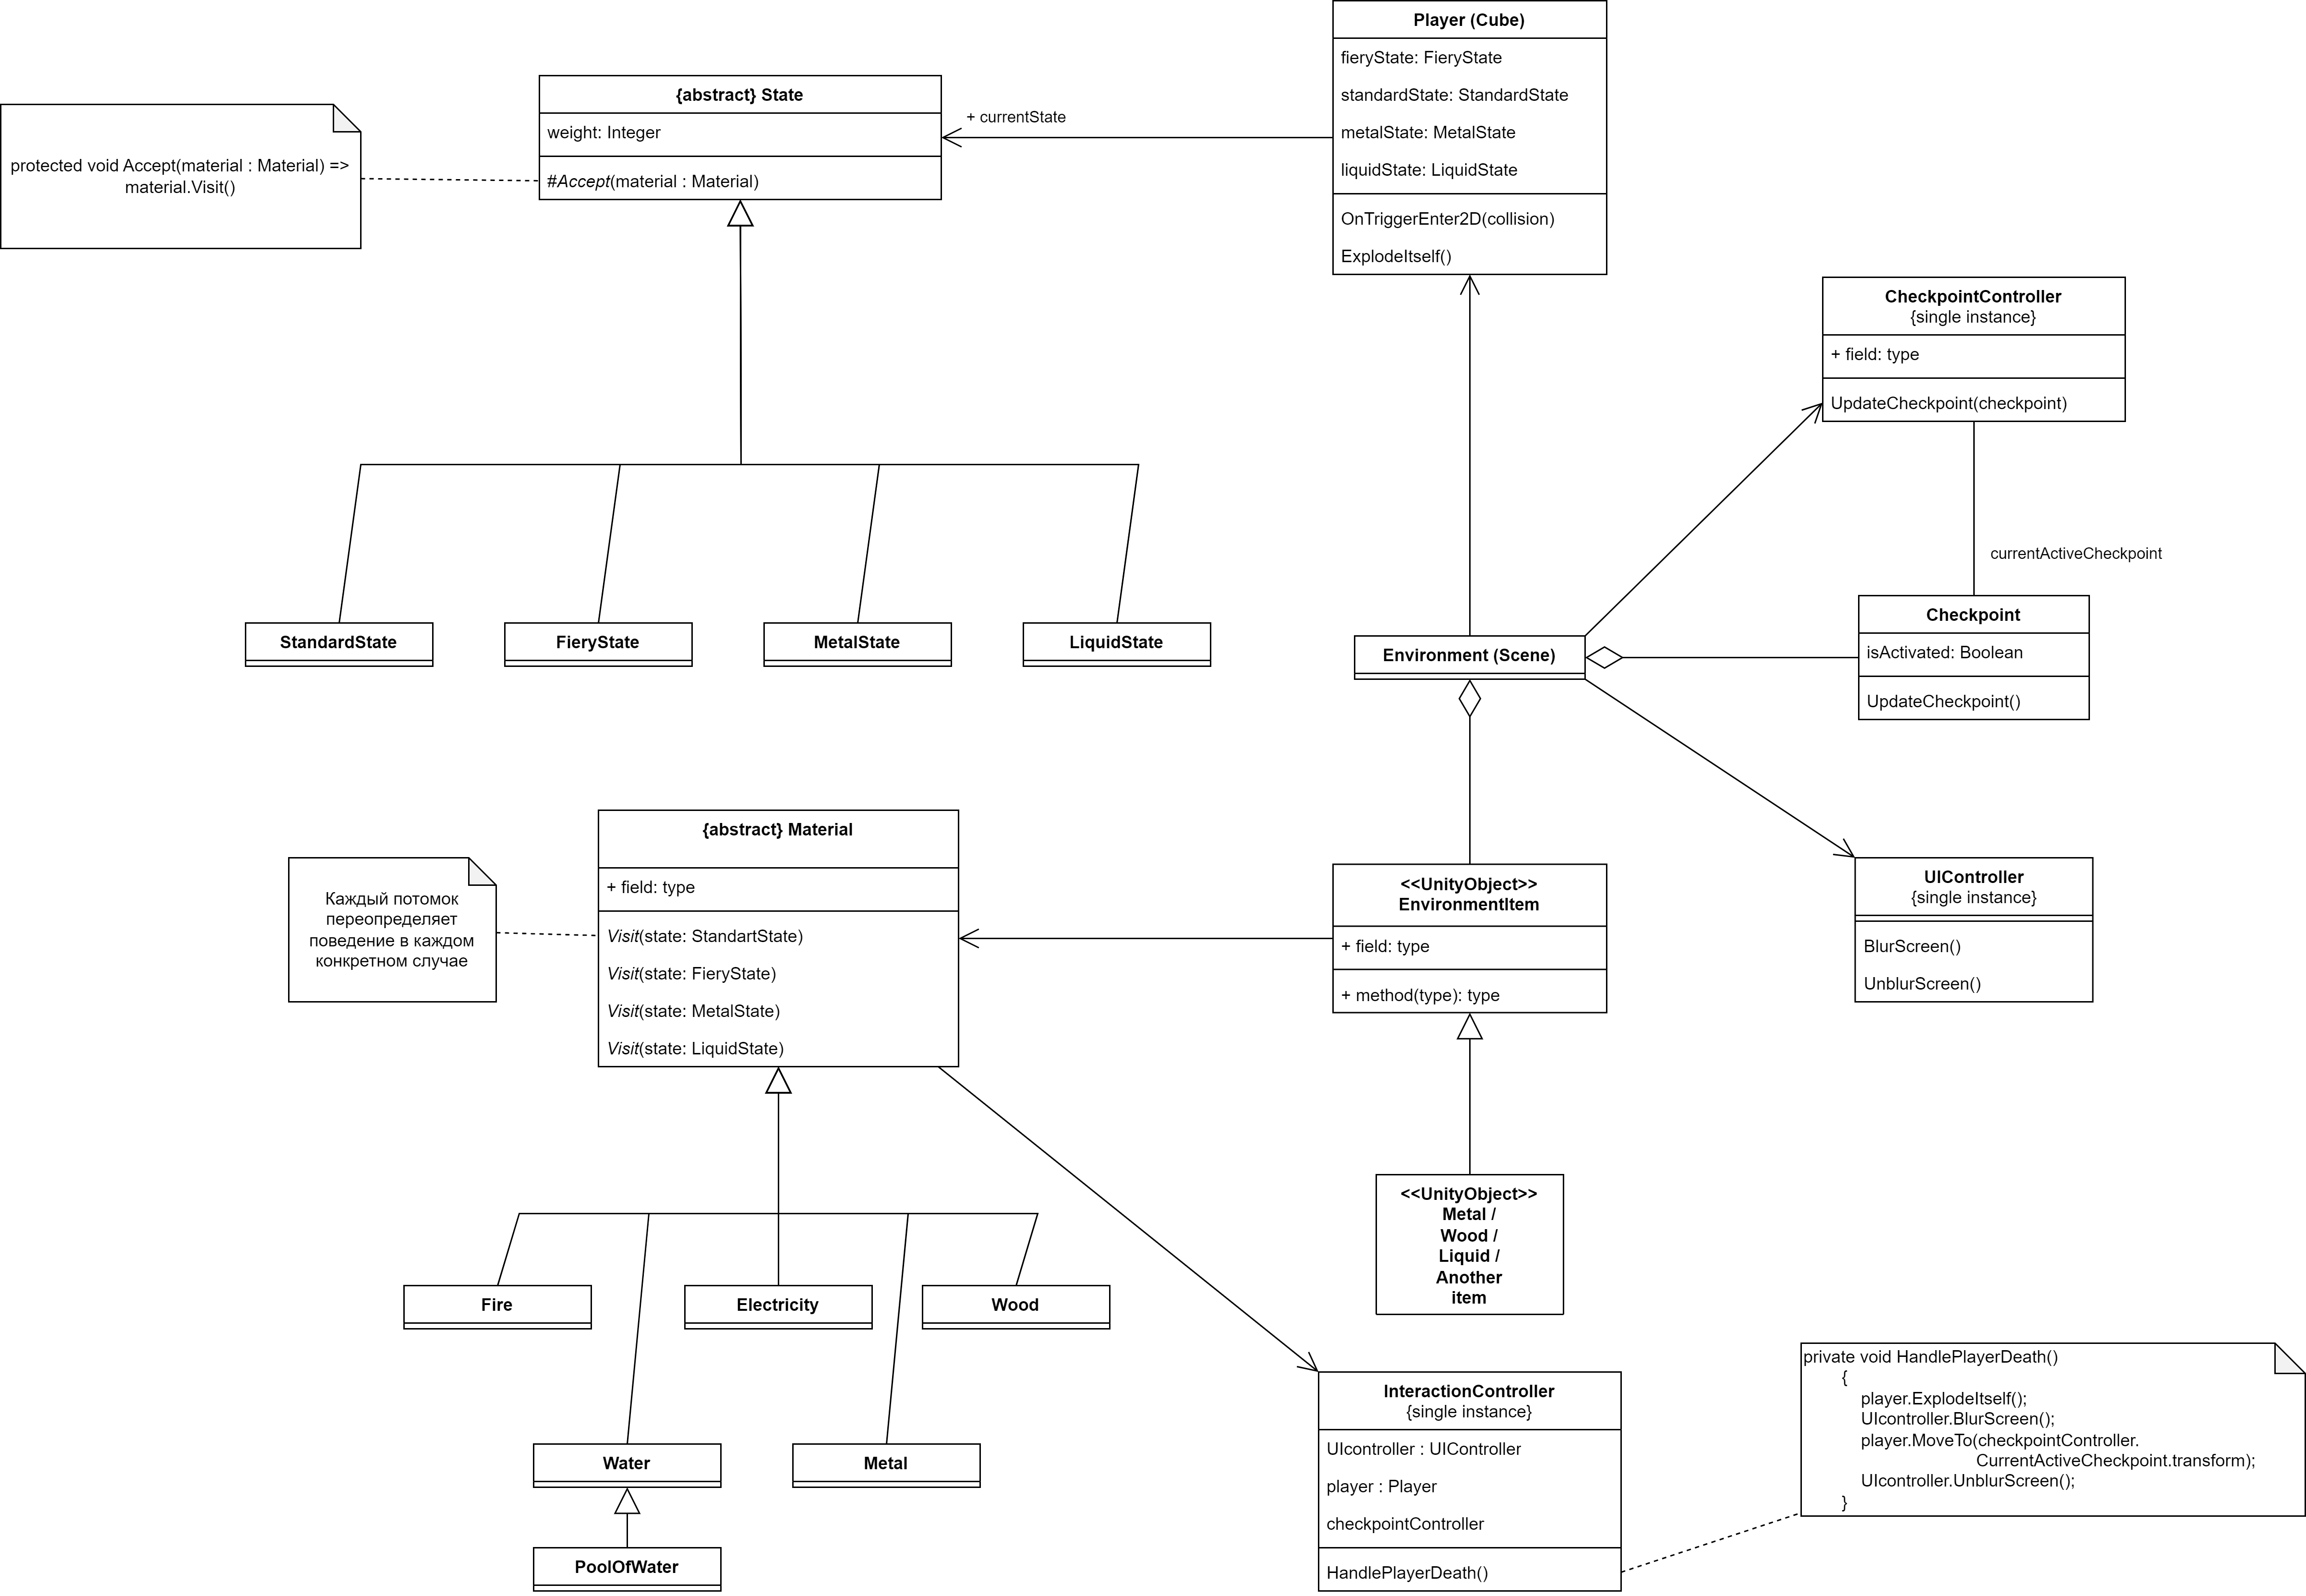 Player (Cube)
fieryState: FieryState
standardState: StandardState
metalState: MetalState
liquidState: LiquidState
OnTriggerEnter2D(collision)
ExplodeItself()
{abstract} State
weight: Integer
#Accept(material : Material)
+ currentState
protected void Accept(material : Material) =>
material.Visit()
CheckpointController
{single instance}
+ field: type
UpdateCheckpoint(checkpoint)
currentActiveCheckpoint
Checkpoint
isActivated: Boolean
UpdateCheckpoint()
StandardState
FieryState
MetalState
LiquidState
Environment (Scene)
{abstract} Material
+ field: type
Visit(state: StandartState)
Visit(state: FieryState)
Visit(state: MetalState)
Visit(state: LiquidState)
Каждый потомок
переопределяет
поведение в каждом
конкретном случае
<<UnityObject>>
EnvironmentItem
+ field: type
+ method(type): type
UIController
{single instance}
BlurScreen()
UnblurScreen()
<<UnityObject>>
Metal /
Wood /
Liquid /
Another
item
Fire
Electricity
Wood
Water
Metal
PoolOfWater
InteractionController
{single instance}
UIcontroller : UIController
player : Player
checkpointController
HandlePlayerDeath()
private void HandlePlayerDeath()
{
player.ExplodeItself();
UIcontroller.BlurScreen();
player.MoveTo(checkpointController.
CurrentActiveCheckpoint.transform);
UIcontroller.UnblurScreen();
}